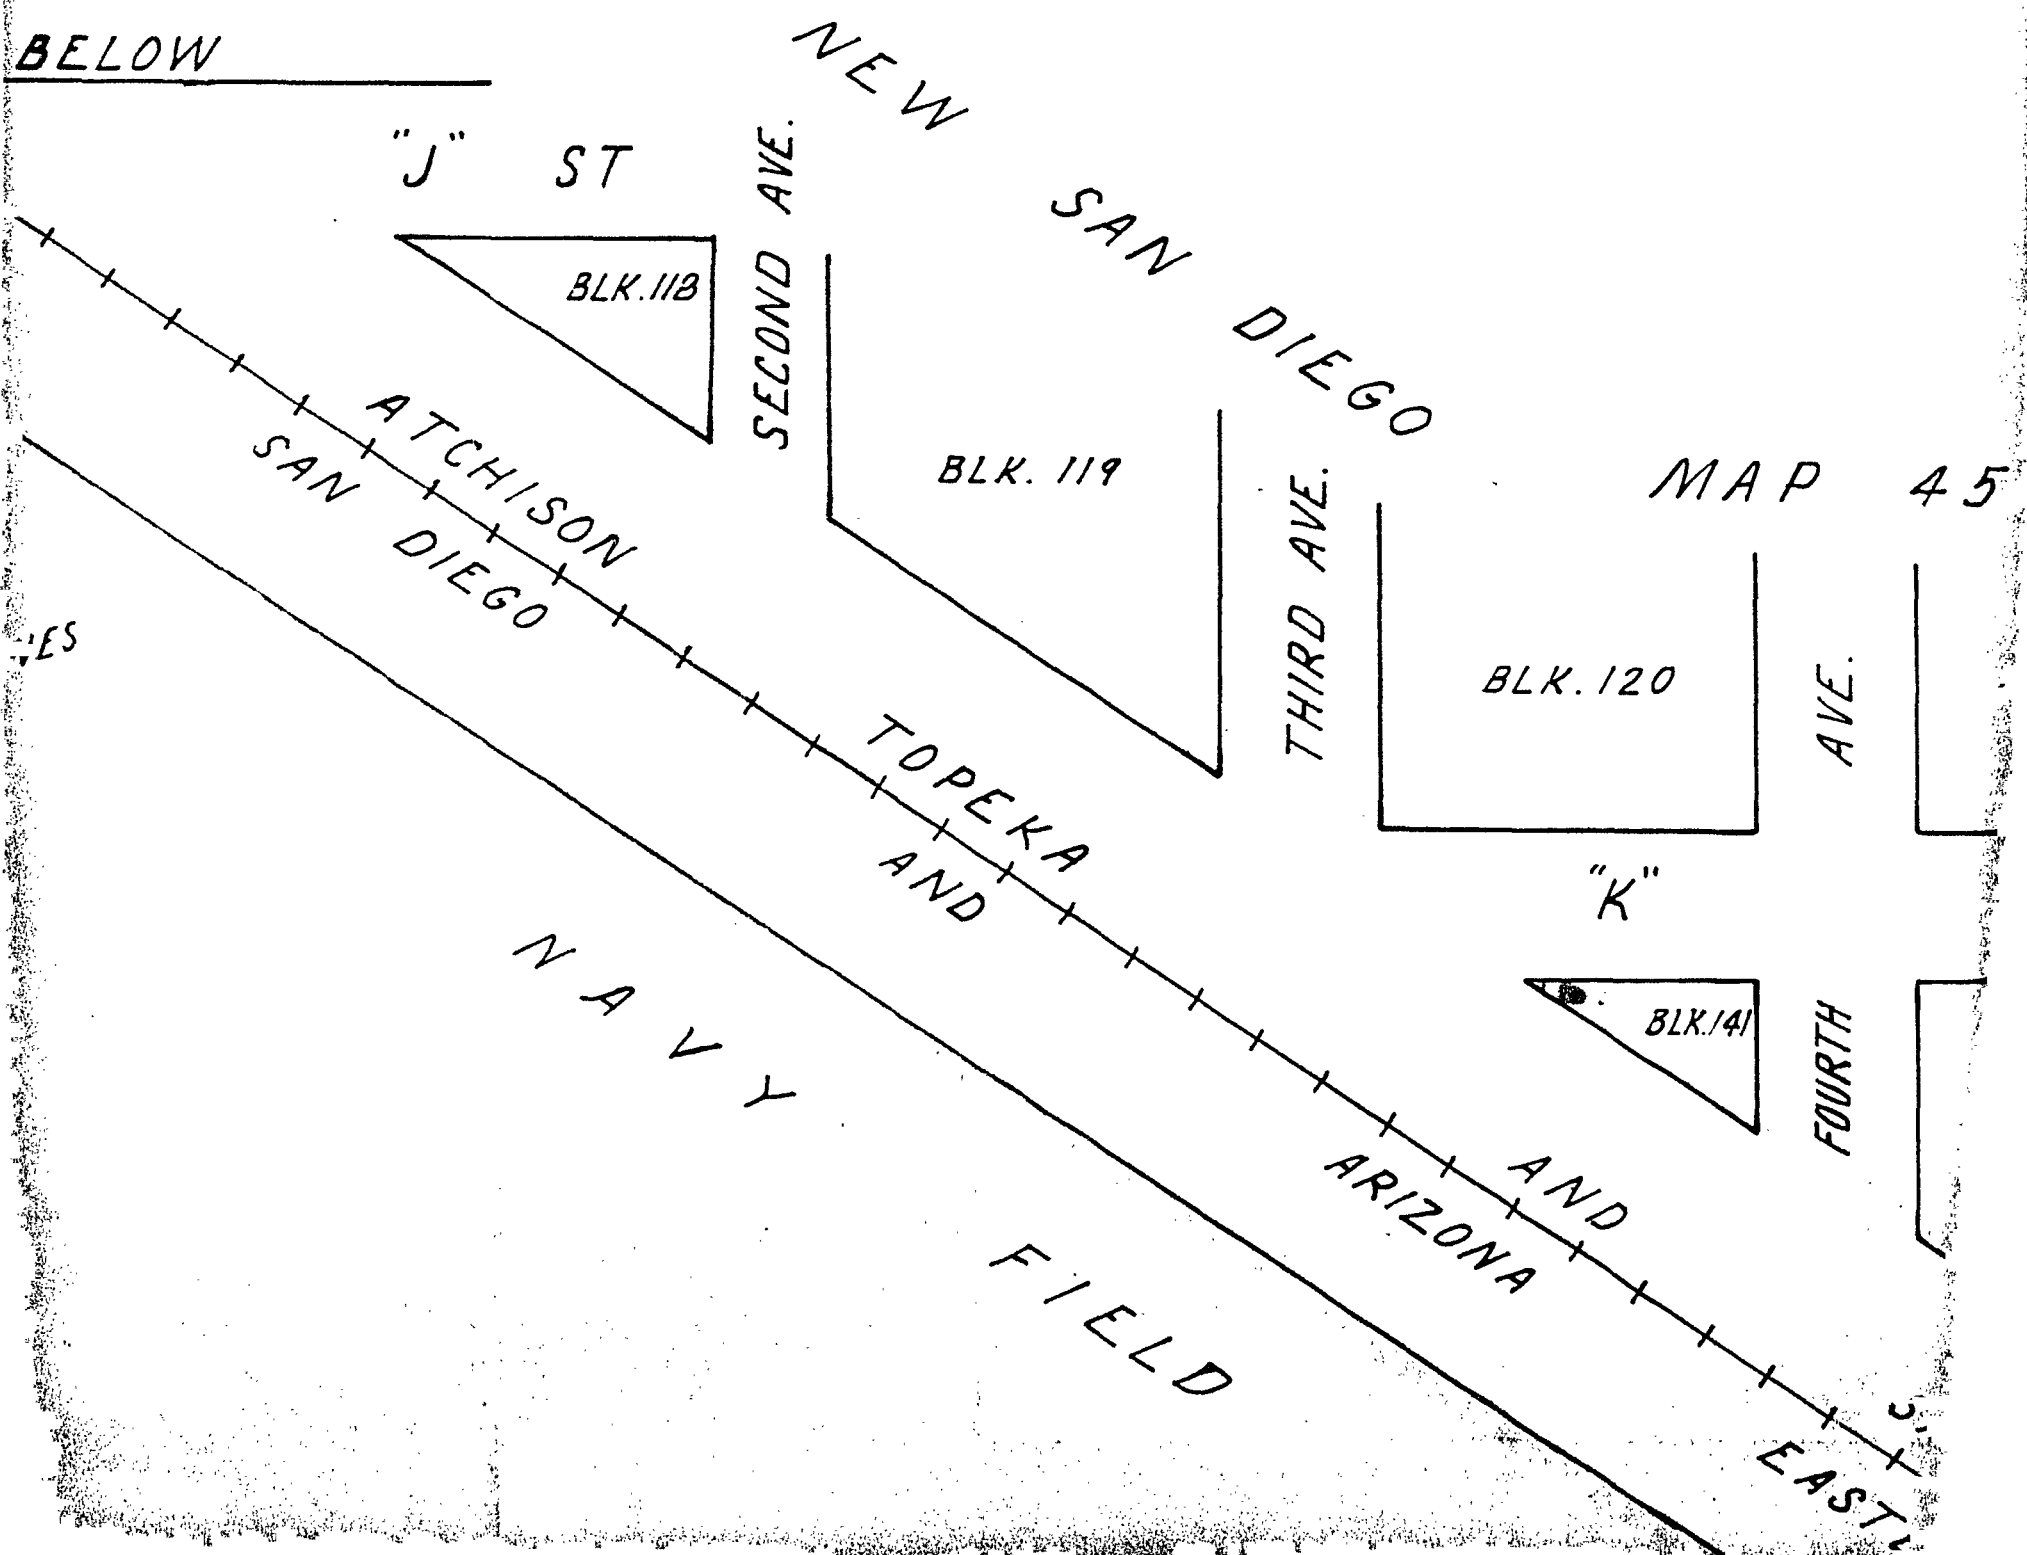 BELOW
NEW SAN DIEGO
MAP 45
"J" ST
SECOND AVE.
BLK. 118
BLK. 119
THIRD AVE.
BLK. 120
FOURTH AVE.
"K"
BLK. 141
ATCHISON TOPEKA AND
SAN DIEGO AND ARIZONA EAST
NAVY FIELD